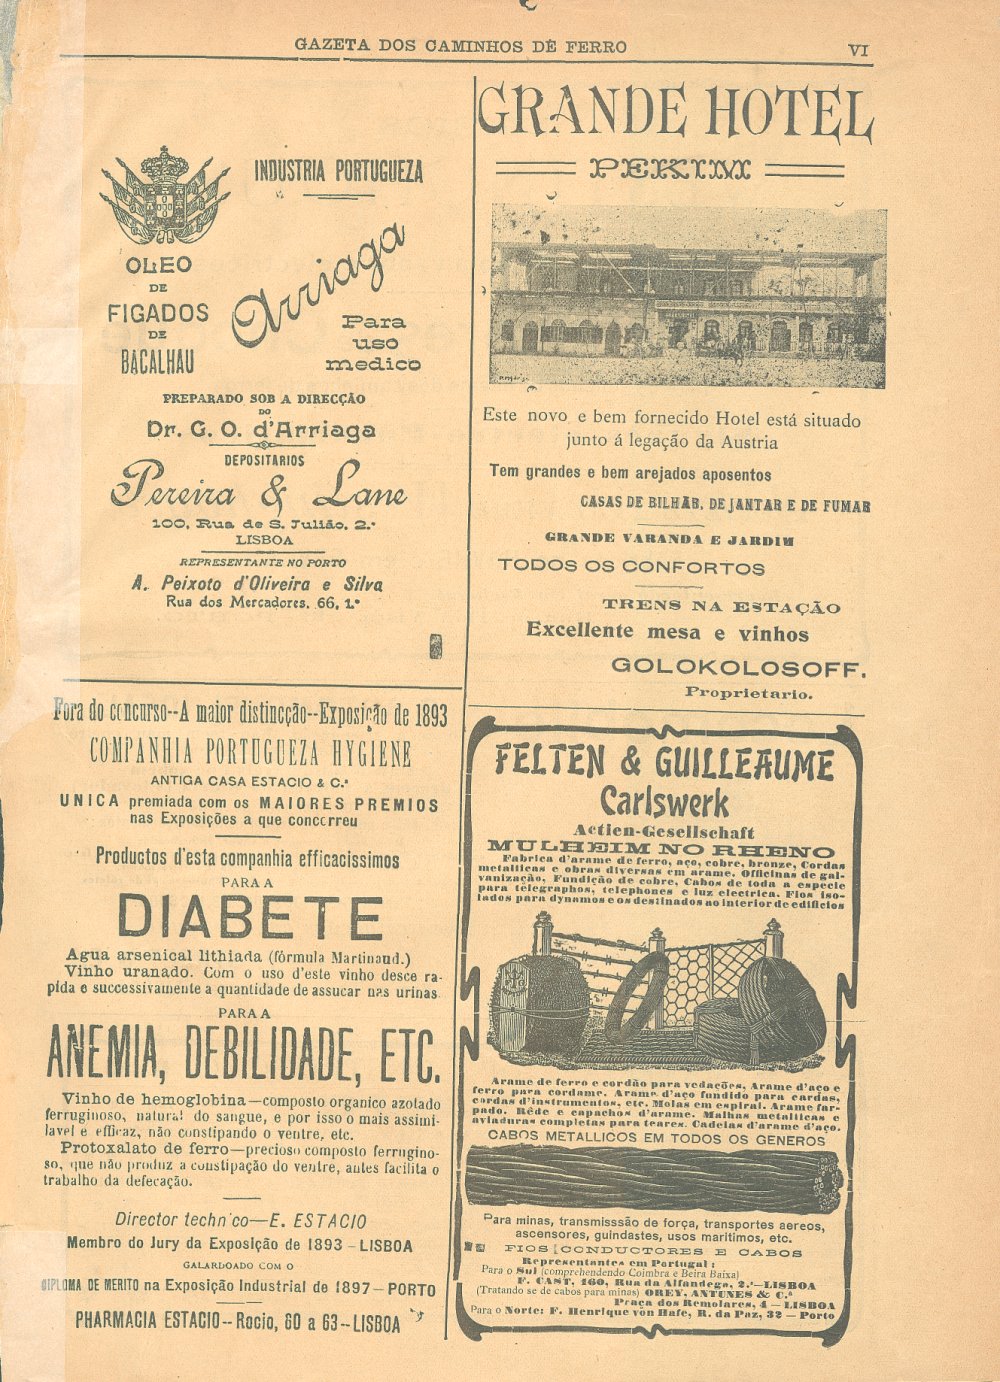 GAZETA DOS CAMINHOS DE FERRO
VI
INDUSTRIA PORTUGUEZA
OLEO
DE
FIGADOS
DE
BACALHAU
Arriaga
Para
uso
medico
PREPARADO SOB A DIRECÇÃO
DO
Dr. G. O. d'Arriaga
DEPOSITARIOS
Pereira & Lane
100, Rua de S. Julião, 2.º
LISBOA
REPRESENTANTE NO PORTO
A. Peixoto d'Oliveira e Silva
Rua dos Mercadores, 66, 1.º
GRANDE HOTEL
PEKIM
Este novo e bem fornecido Hotel está situado
junto á legação da Austria
Tem grandes e bem arejados aposentos
CASAS DE BILHAR, DE JANTAR E DE FUMAR
GRANDE VARANDA E JARDIM
TODOS OS CONFORTOS
TRENS NA ESTAÇÃO
Excellente mesa e vinhos
GOLOKOLOSOFF.
Proprietario.
Fora do concurso--A maior distincção--Exposição de 1893
COMPANHIA PORTUGUEZA HYGIENE
ANTIGA CASA ESTACIO & C.ª
UNICA premiada com os MAIORES PREMIOS
nas Exposições a que concorreu
Productos d'esta companhia efficacissimos
PARA A
DIABETE
Agua arsenical lithiada (fórmula Martinaud.)
Vinho uranado. Com o uso d'este vinho desce ra-
pida e successivamente a quantidade de assucar nas urinas
PARA A
ANEMIA, DEBILIDADE, ETC.
Vinho de hemoglobina—composto organico azotado
ferruginoso, natural do sangue, e por isso o mais assimi-
lavel e efficaz, não constipando o ventre, etc.
Protoxalato de ferro—precioso composto ferrugino-
so, que não produz a constipação do ventre, antes facilita o
trabalho da defecação.
Director technico—E. ESTACIO
Membro do Jury da Exposição de 1893 – LISBOA
GALARDOADO COM O
DIPLOMA DE MERITO na Exposição Industrial de 1897 – PORTO
PHARMACIA ESTACIO--Rocio, 60 a 63--LISBOA
FELTEN & GUILLEAUME
Carlswerk
Actien-Gesellschaft
MULHEIM NO RHENO
Fabrica d'arame de ferro, aço, cobre, bronze, Cordas
metallicas e obras diversas em arame. Officinas de gal-
vanização, Fundição de cobre, Cabos de toda a especie
para telegraphos, telephones e luz electrica. Fios iso-
lados para dynamos e os destinados ao interior de edificios
Arame de ferro e cordão para vedações, Arame d'aço e
ferro para cordame. Arame d'aço fundido para cardas,
cordas d'instrumentos, etc. Molas em espiral. Arame far-
pado. Rêde e capachos d'arame. Malhas metalicas e
aviaduras completas para teares. Cadeias d'arame d'aço.
CABOS METALLICOS EM TODOS OS GENEROS
Para minas, transmisssão de força, transportes aereos,
ascensores, guindastes, usos maritimos, etc.
FIOS CONDUCTORES E CABOS
Representantes em Portugal:
Para o Sul (comprehendendo Coimbra e Beira Baixa)
F. CAST. 160, Rua da Alfandega, 2.º—LISBOA
(Tratando se de cabos para minas) OREY, ANTUNES & C.ª
Praça dos Remolares, 4 — LISBOA
Para o Norte: F. Henrique von Hafe, R. da Paz, 32 — Porto